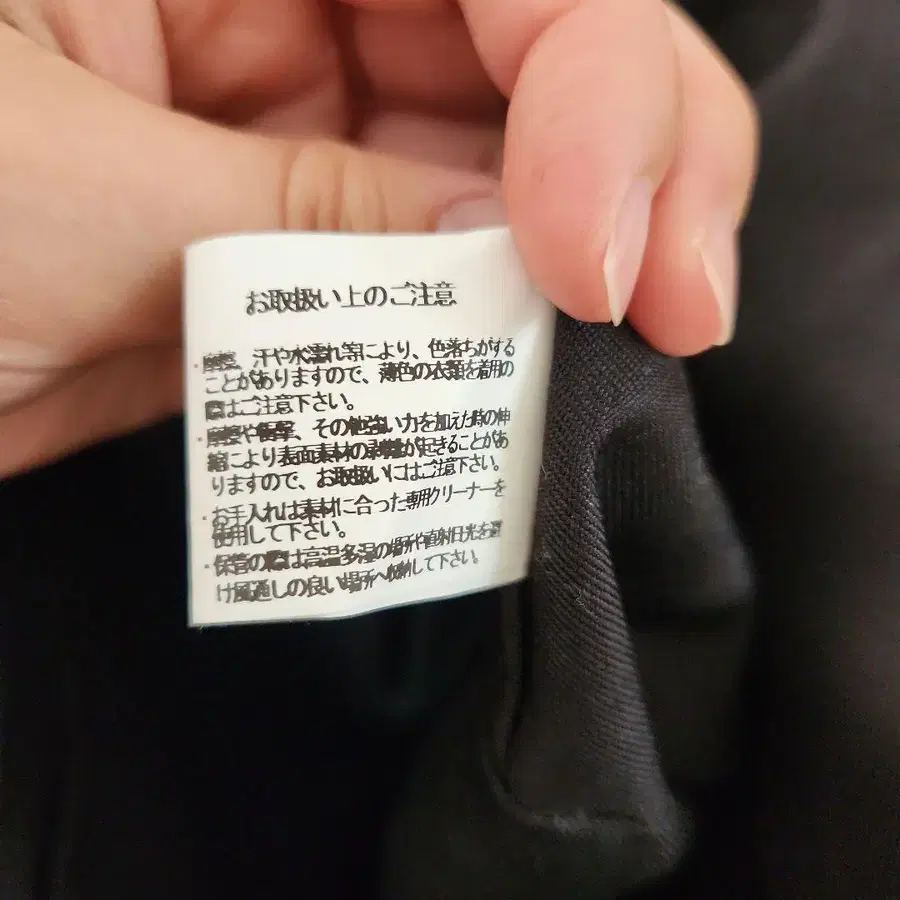 お取扱い上のご注意
・摩擦、汗や水濡れ等により、色落ちがする
ことがありますので、薄色の衣類を着用の
際はご注意下さい。
・摩擦や衝撃、その他強い力を加えた時の伸
縮により表面素材の剥離が起きることがあ
りますので、お取扱いにはご注意下さい。
・お手入れは素材に合った専用クリーナーを
使用して下さい。
・保管の際は高温多湿の場所や直射日光を避
け風通しの良い場所へ収納して下さい。